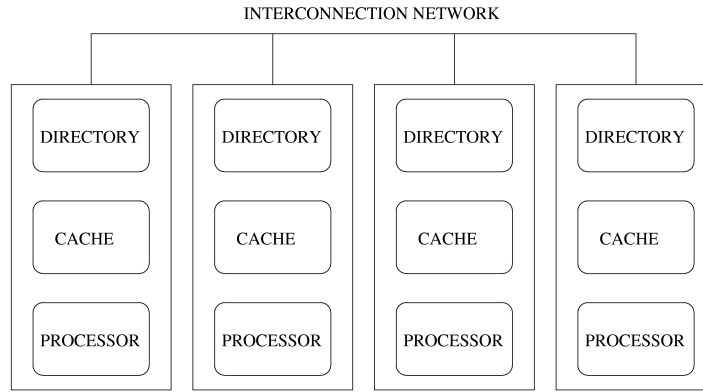 INTERCONNECTION NETWORK
DIRECTORY DIRECTORY DIRECTORY DIRECTORY
CACHE CACHE CACHE CACHE
PROCESSOR PROCESSOR PROCESSOR PROCESSOR